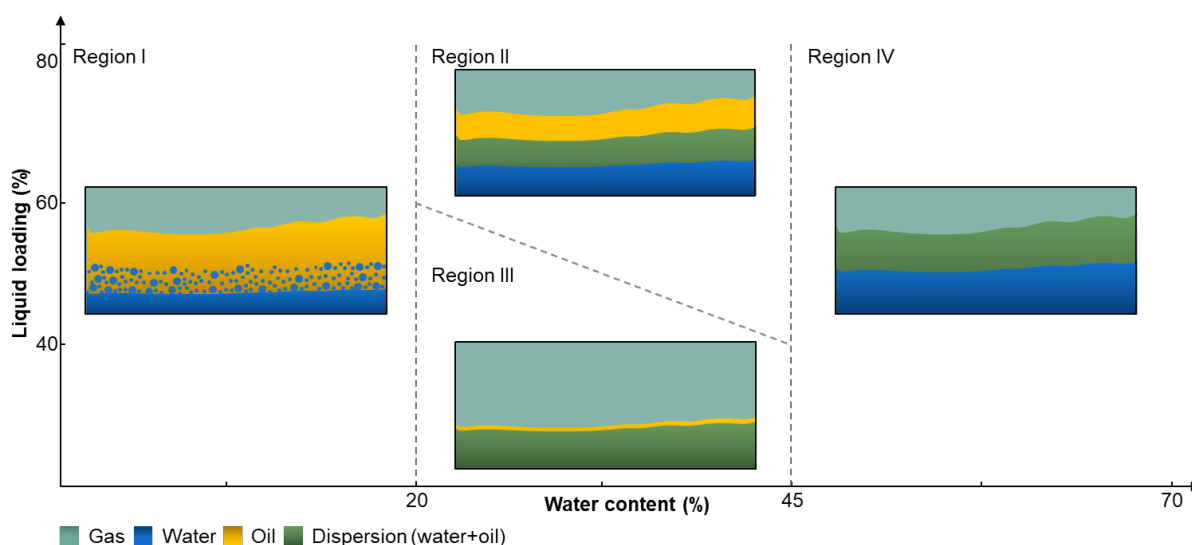 80
Region I
Region II
Region IV
60
Region III
40
Liquid loading (%)
20
Water content (%)
45
70
Gas
Water
Oil
Dispersion (water+oil)